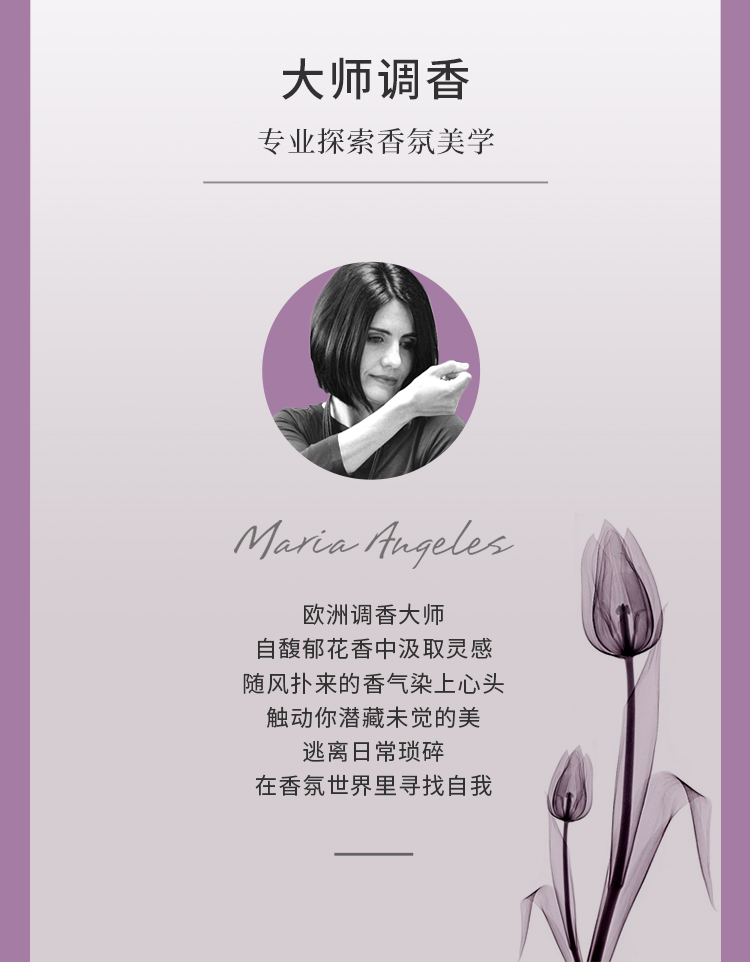 大师调香
专业探索香氛美学
Maria Angeles
欧洲调香大师
自馥郁花香中汲取灵感
随风扑来的香气染上心头
触动你潜藏未觉的美
逃离日常琐碎
在香氛世界里寻找自我